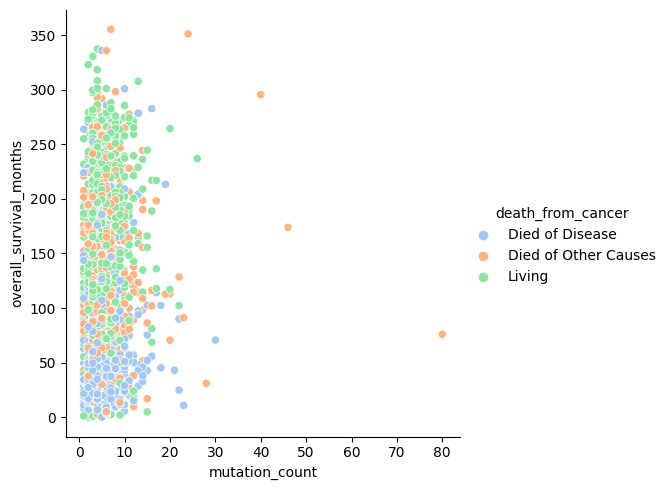 350
300
250
200
150
100
50
0
overall_survival_months
0 10 20 30 40 50 60 70 80
mutation_count
death_from_cancer
Died of Disease
Died of Other Causes
Living